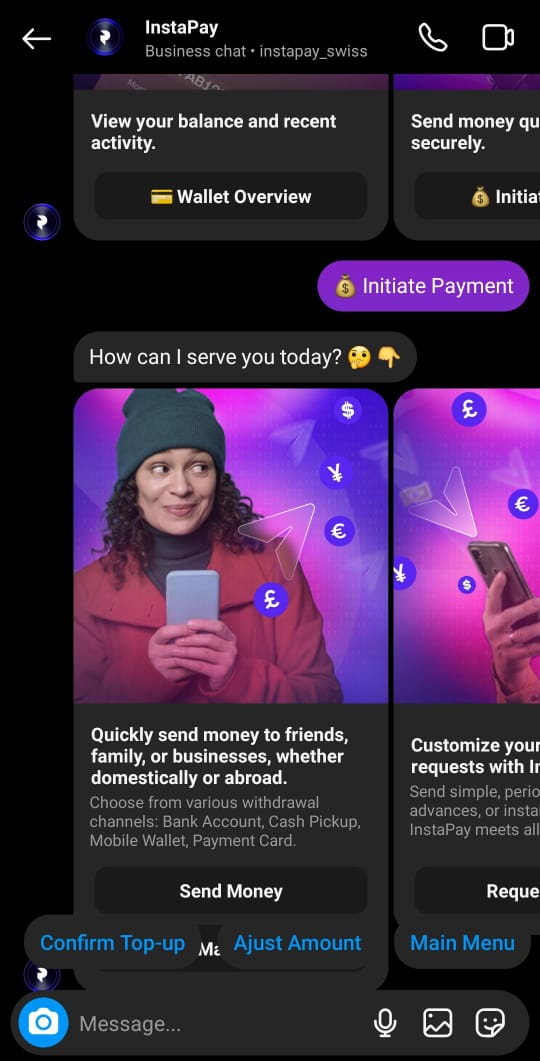 InstaPay
Business chat • instapay_swiss
View your balance and recent
activity.
💳 Wallet Overview
Send money qu
securely.
💰 Initia
💰 Initiate Payment
How can I serve you today? 🤔 👇
$
¥
€
£
£
€
¥
$
Quickly send money to friends,
family, or businesses, whether
domestically or abroad.
Choose from various withdrawal
channels: Bank Account, Cash Pickup,
Mobile Wallet, Payment Card.
Send Money
Customize your
requests with In
Send simple, perio
advances, or insta
InstaPay meets all
Reque
Confirm Top-up
Ma
Ajust Amount
Main Menu
Message...